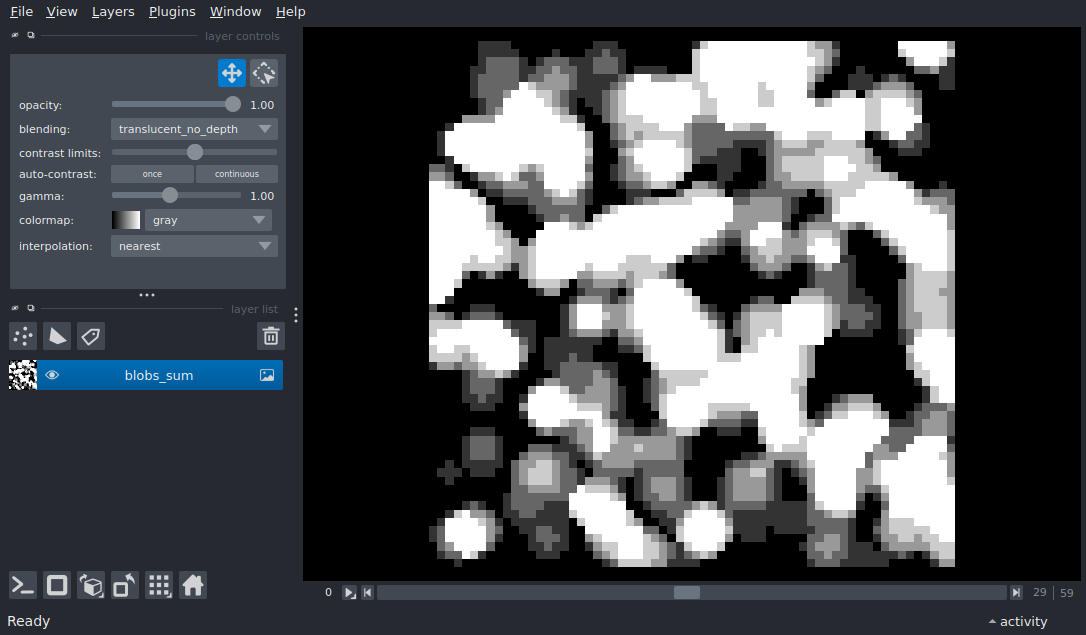 File View Layers Plugins Window Help
layer controls
opacity: 1.00
blending: translucent_no_depth
contrast limits:
auto-contrast: once continuous
gamma: 1.00
colormap: gray
interpolation: nearest
layer list
blobs_sum
0 29 | 59
Ready activity